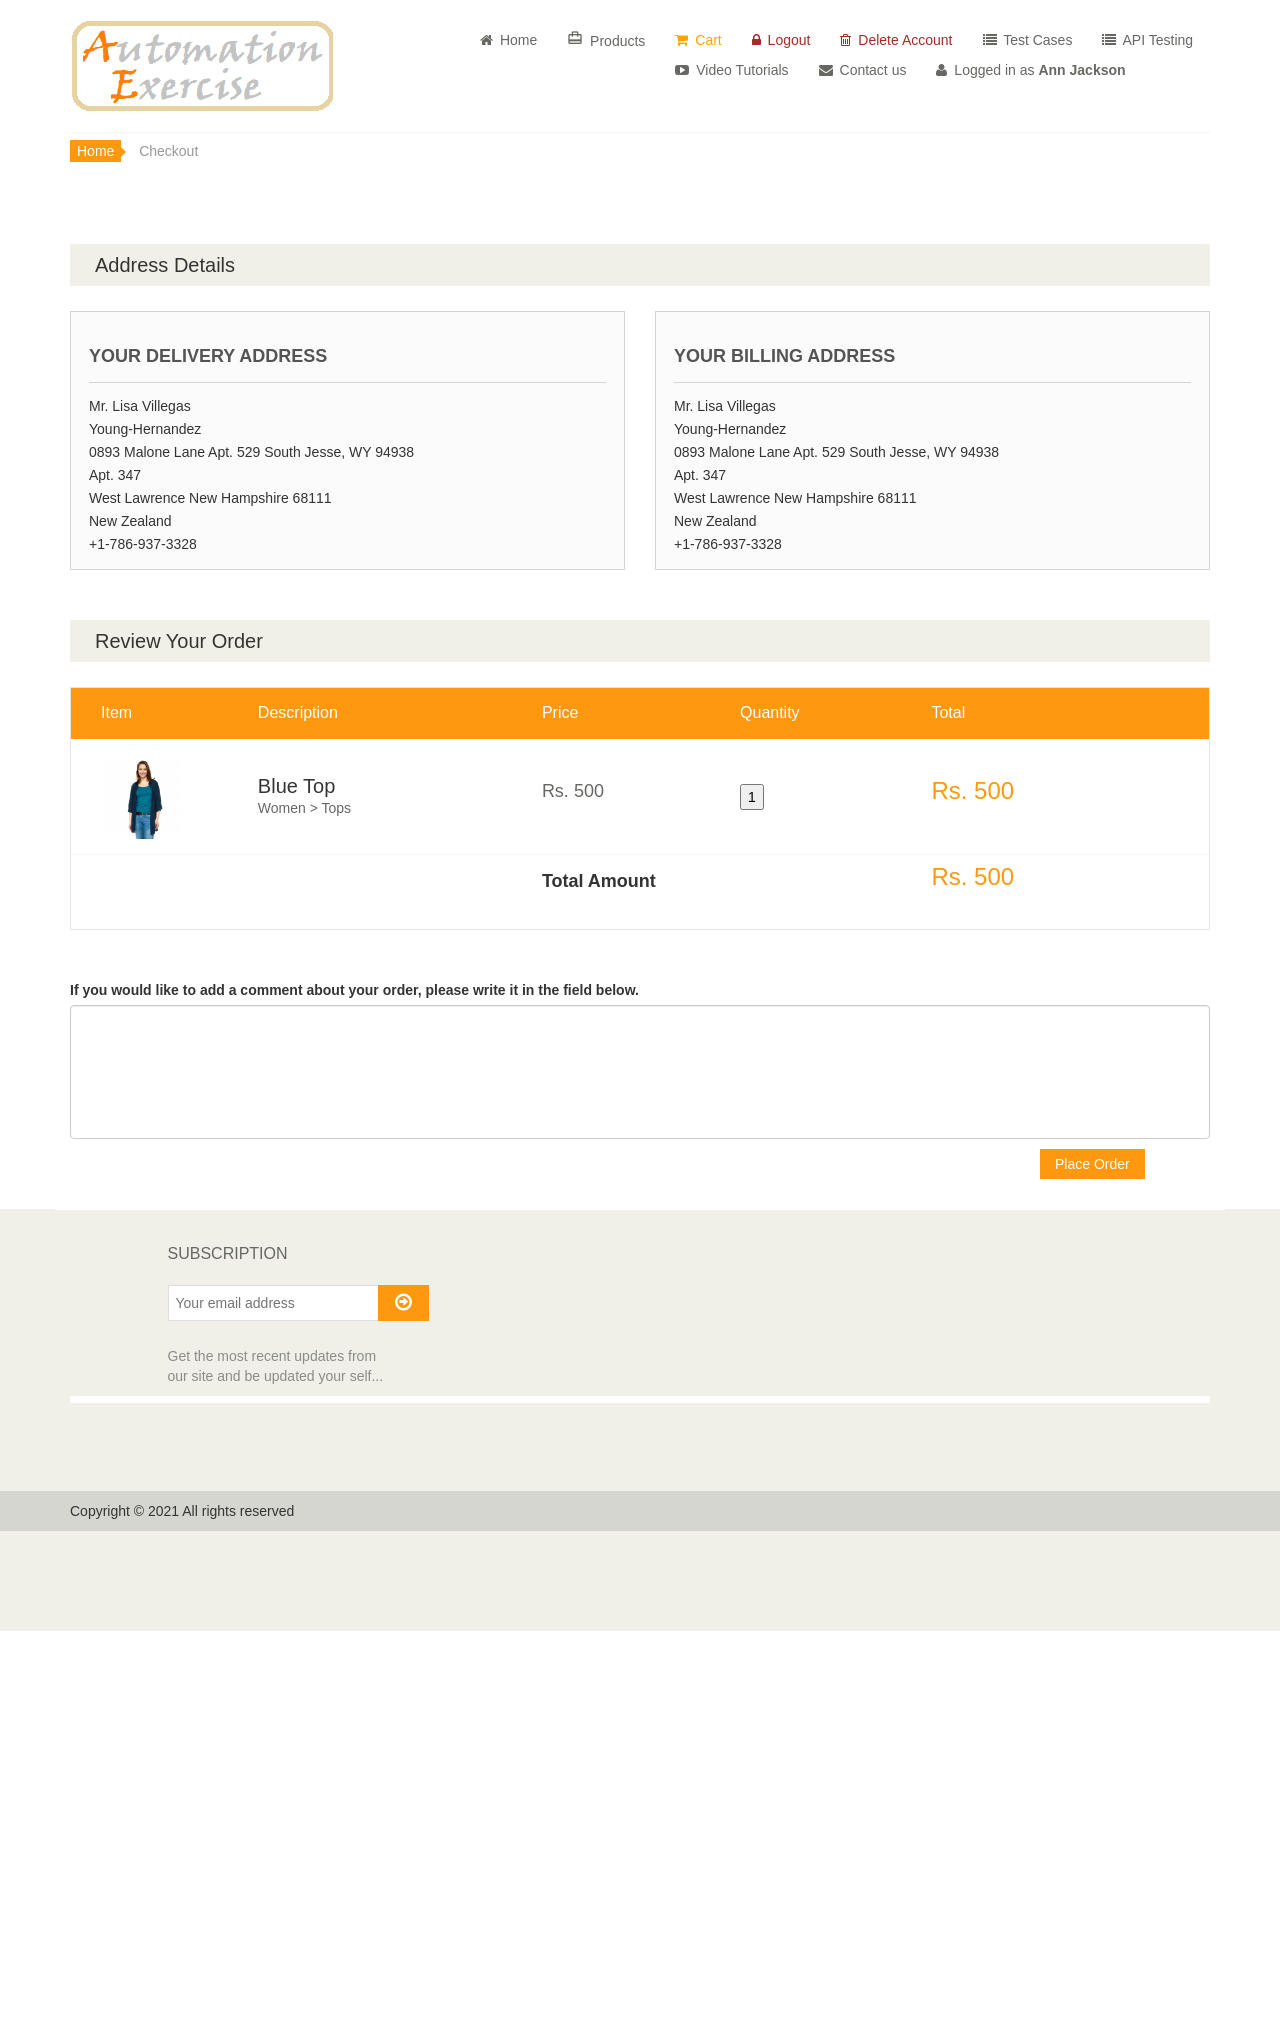 Automation
Exercise
Home
Products
Cart
Logout
Delete Account
Test Cases
API Testing
Video Tutorials
Contact us
Logged in as Ann Jackson
Home
Checkout
Address Details
YOUR DELIVERY ADDRESS
Mr. Lisa Villegas
Young-Hernandez
0893 Malone Lane Apt. 529 South Jesse, WY 94938
Apt. 347
West Lawrence New Hampshire 68111
New Zealand
+1-786-937-3328
YOUR BILLING ADDRESS
Mr. Lisa Villegas
Young-Hernandez
0893 Malone Lane Apt. 529 South Jesse, WY 94938
Apt. 347
West Lawrence New Hampshire 68111
New Zealand
+1-786-937-3328
Review Your Order
Item Description Price Quantity Total
Blue Top
Women > Tops
Rs. 500
1
Rs. 500
Total Amount
Rs. 500
If you would like to add a comment about your order, please write it in the field below.
Place Order
SUBSCRIPTION
Your email address
Get the most recent updates from
our site and be updated your self...
Copyright © 2021 All rights reserved